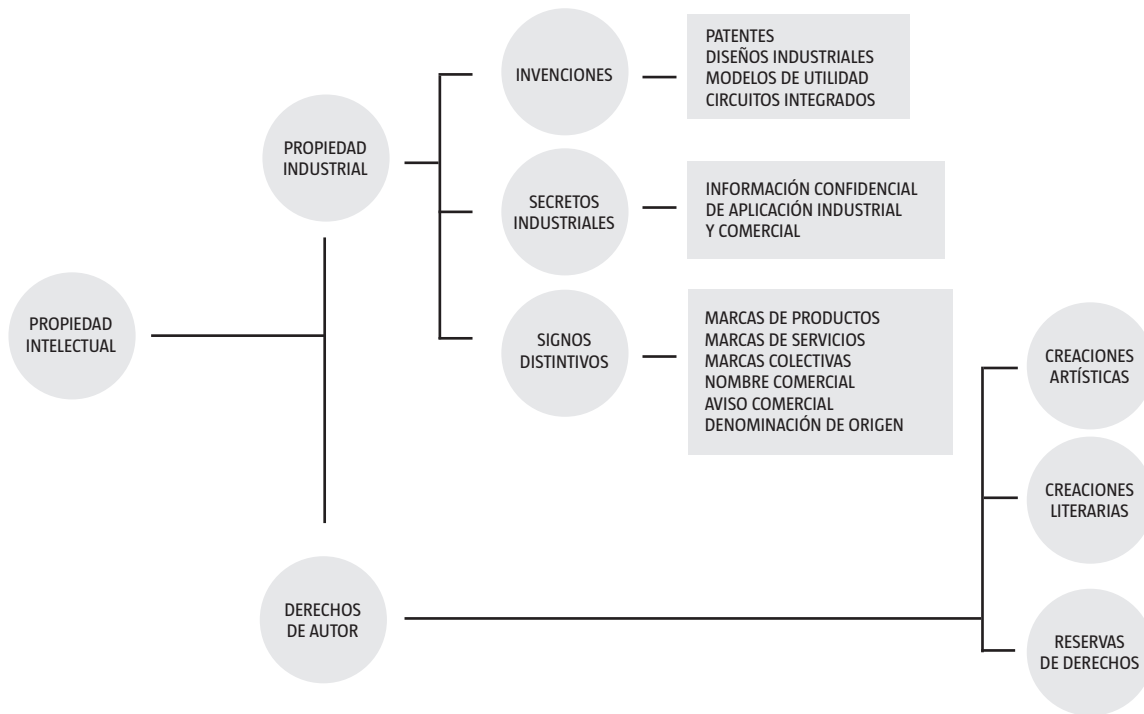 PROPIEDAD
INTELECTUAL
PROPIEDAD
INDUSTRIAL
INVENCIONES
PATENTES
DISEÑOS INDUSTRIALES
MODELOS DE UTILIDAD
CIRCUITOS INTEGRADOS
SECRETOS
INDUSTRIALES
INFORMACIÓN CONFIDENCIAL
DE APLICACIÓN INDUSTRIAL
Y COMERCIAL
SIGNOS
DISTINTIVOS
MARCAS DE PRODUCTOS
MARCAS DE SERVICIOS
MARCAS COLECTIVAS
NOMBRE COMERCIAL
AVISO COMERCIAL
DENOMINACIÓN DE ORIGEN
DERECHOS
DE AUTOR
CREACIONES
ARTÍSTICAS
CREACIONES
LITERARIAS
RESERVAS
DE DERECHOS